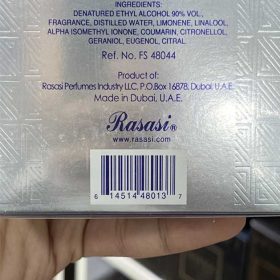 INGREDIENTS:
DENATURED ETHYL ALCOHOL 90% VOL.,
FRAGRANCE, DISTILLED WATER, LIMONENE, LINALOOL,
ALPHA ISOMETHYL IONONE, COUMARIN, CITRONELLOL,
GERANIOL, EUGENOL, CITRAL.
Ref. No. FS 48044
Product of:
Rasasi Perfumes Industry LLC, P.O.Box 16878, Dubai, U.A.E.
Made in Dubai, U.A.E.
Rasasi®
www.rasasi.com
6 14514 48013 7